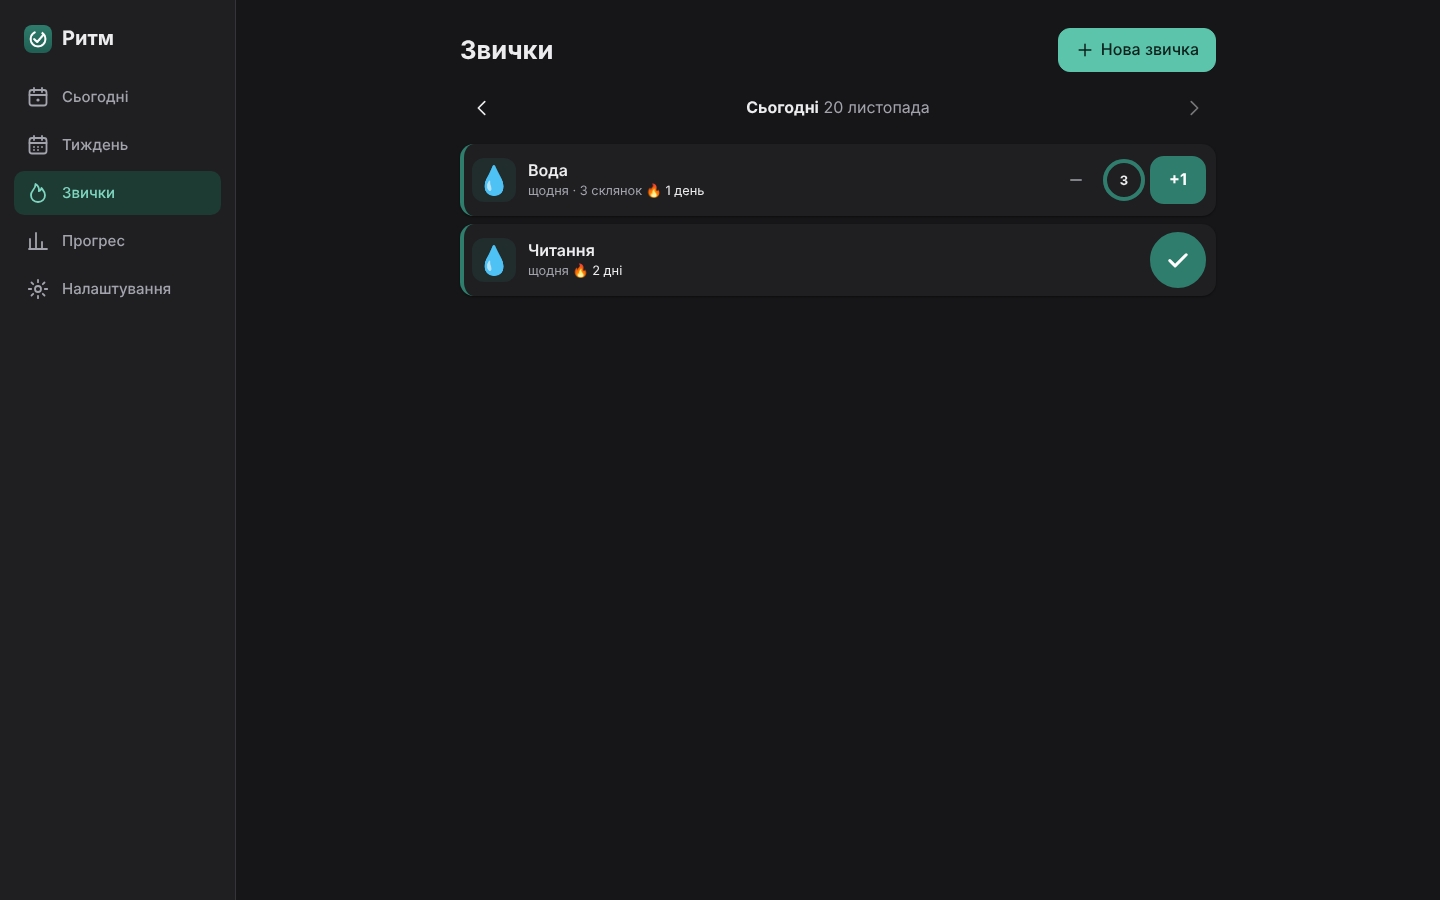 Ритм
Сьогодні
Тиждень
Звички
Прогрес
Налаштування
Звички
Нова звичка
Сьогодні 20 листопада
Вода
щодня · 3 склянок 🔥 1 день
3
+1
Читання
щодня 🔥 2 дні